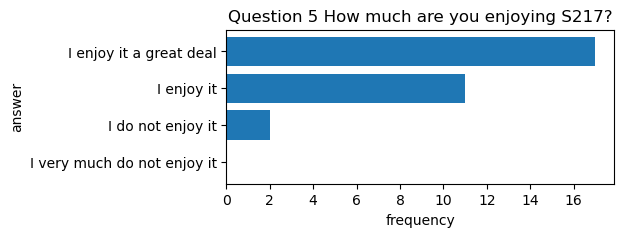 Question 5 How much are you enjoying S217?
I enjoy it a great deal
I enjoy it
I do not enjoy it
I very much do not enjoy it
answer
0 2 4 6 8 10 12 14 16
frequency